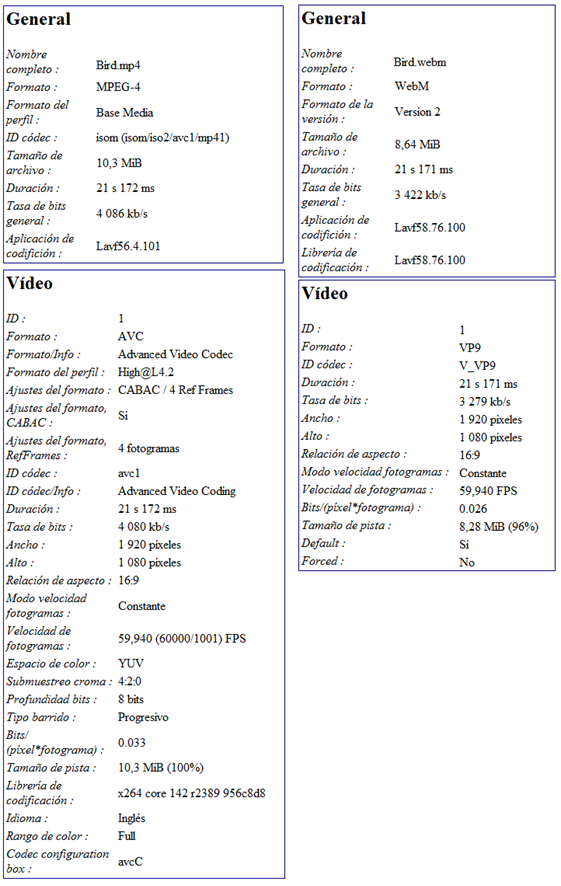 General
Nombre
completo :
Bird.mp4
Formato :
MPEG-4
Formato del
perfil :
Base Media
ID códec :
isom (isom/iso2/avc1/mp41)
Tamaño de
archivo :
10,3 MiB
Duración :
21 s 172 ms
Tasa de bits
general :
4 086 kb/s
Aplicación de
codifición :
Lavf56.4.101
Vídeo
ID :
1
Formato :
AVC
Formato/Info :
Advanced Video Codec
Formato del perfil :
High@L4.2
Ajustes del formato :
CABAC / 4 Ref Frames
Ajustes del formato,
CABAC :
Si
Ajustes del formato,
RefFrames :
4 fotogramas
ID códec :
avc1
ID códec/Info :
Advanced Video Coding
Duración :
21 s 172 ms
Tasa de bits :
4 080 kb/s
Ancho :
1 920 pixeles
Alto :
1 080 pixeles
Relación de aspecto :
16:9
Modo velocidad
fotogramas :
Constante
Velocidad de
fotogramas :
59,940 (60000/1001) FPS
Espacio de color :
YUV
Submuestreo croma :
4:2:0
Profundidad bits :
8 bits
Tipo barrido :
Progresivo
Bits/
(píxel*fotograma) :
0.033
Tamaño de pista :
10,3 MiB (100%)
Librería de
codificación :
x264 core 142 r2389 956c8d8
Idioma :
Inglés
Rango de color :
Full
Codec configuration
box :
avcC
General
Nombre
completo :
Bird.webm
Formato :
WebM
Formato de la
versión :
Version 2
Tamaño de
archivo :
8,64 MiB
Duración :
21 s 171 ms
Tasa de bits
general :
3 422 kb/s
Aplicación de
codifición :
Lavf58.76.100
Librería de
codificación :
Lavf58.76.100
Vídeo
ID :
1
Formato :
VP9
ID códec :
V_VP9
Duración :
21 s 171 ms
Tasa de bits :
3 279 kb/s
Ancho :
1 920 pixeles
Alto :
1 080 pixeles
Relación de aspecto :
16:9
Modo velocidad fotogramas :
Constante
Velocidad de fotogramas :
59,940 FPS
Bits/(píxel*fotograma) :
0.026
Tamaño de pista :
8,28 MiB (96%)
Default :
Si
Forced :
No